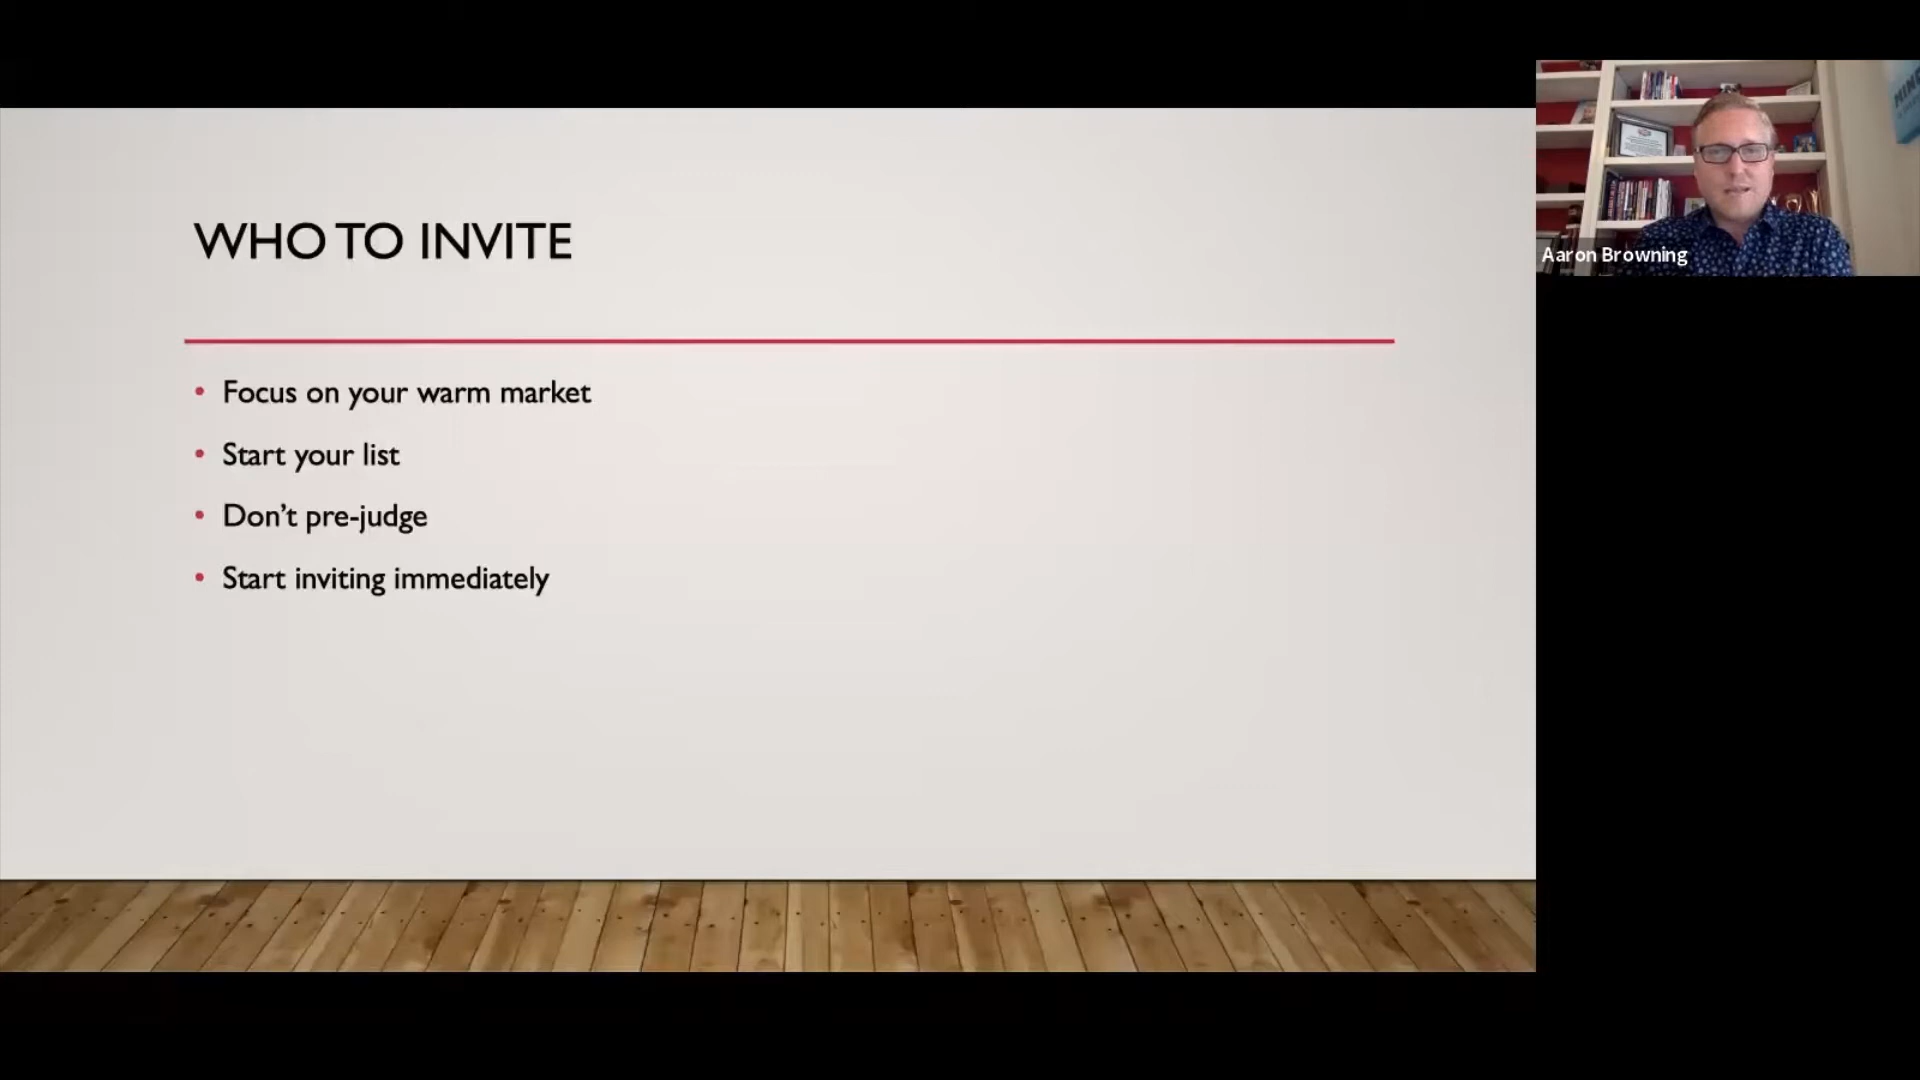 WHO TO INVITE
• Focus on your warm market
• Start your list
• Don’t pre-judge
• Start inviting immediately
Aaron Browning